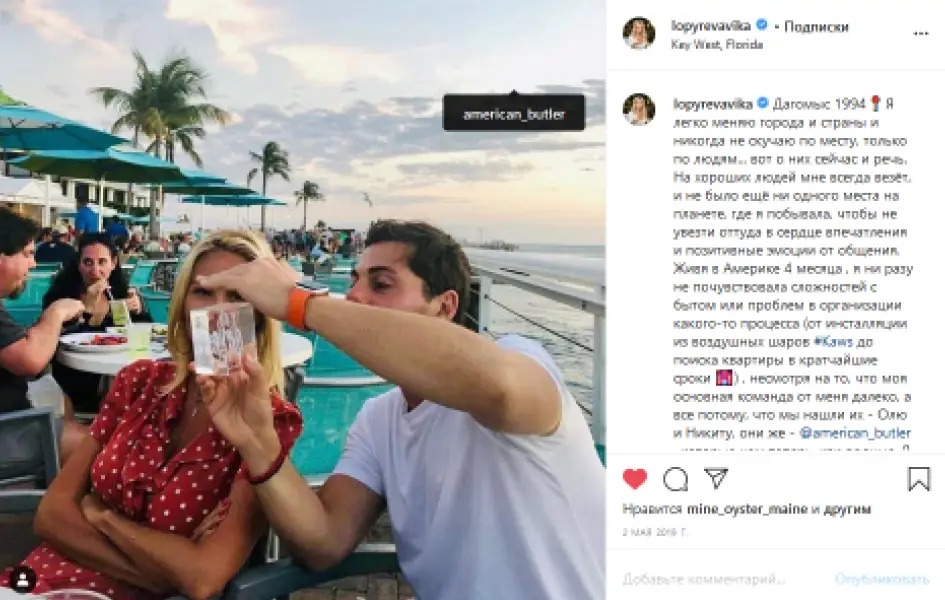 lopyrevavika • Подписки
Key West, Florida
american_butler
lopyrevavika Дагомыс 1994📍Я
легко меняю города и страны и
никогда не скучаю по месту, только
по людям... вот о них сейчас и речь.
На хороших людей мне всегда везёт,
и не было ещё ни одного места на
планете, где я побывала, чтобы не
увезти оттуда в сердце впечатления
и позитивные эмоции от общения.
Живя в Америке 4 месяца , я ни разу
не почувствовала сложностей с
бытом или проблем в организации
какого-то процесса (от инсталляции
из воздушных шаров #Kaws до
поиска квартиры в кратчайшие
сроки) , несмотря на то, что моя
основная команда от меня далеко, а
все потому, что мы нашли их - Олю
и Никиту, они же - @american_butler
Нравится mine_oyster_maine и другим
2 МАЯ 2019 Г.
Добавьте комментарий... Опубликовать